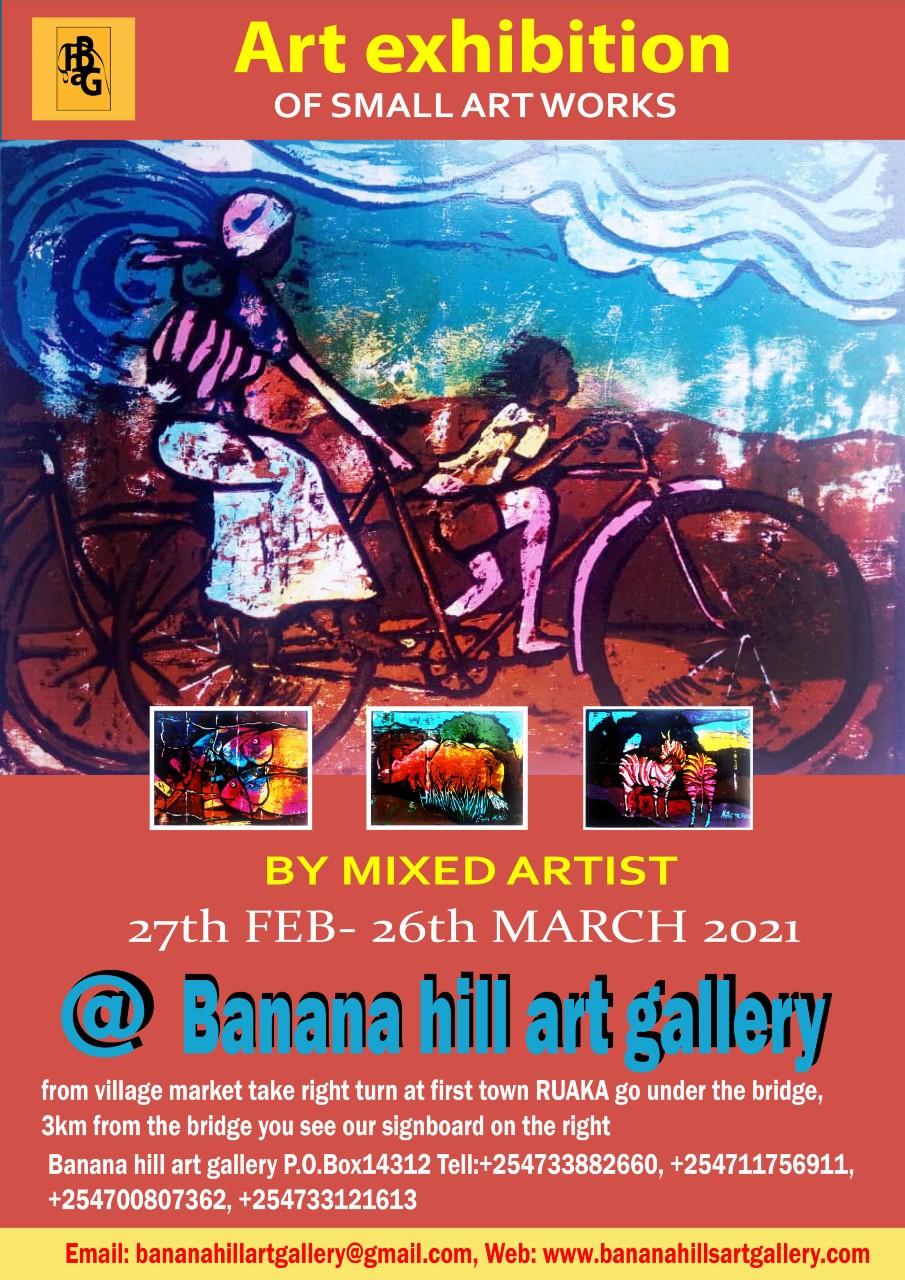 HBaG
Art exhibition
OF SMALL ART WORKS
BY MIXED ARTIST
27th FEB- 26th MARCH 2021
@ Banana hill art gallery
from village market take right turn at first town RUAKA go under the bridge,
3km from the bridge you see our signboard on the right
Banana hill art gallery P.O.Box14312 Tell:+254733882660, +254711756911,
+254700807362, +254733121613
Email: bananahillartgallery@gmail.com, Web: www.bananahillsartgallery.com